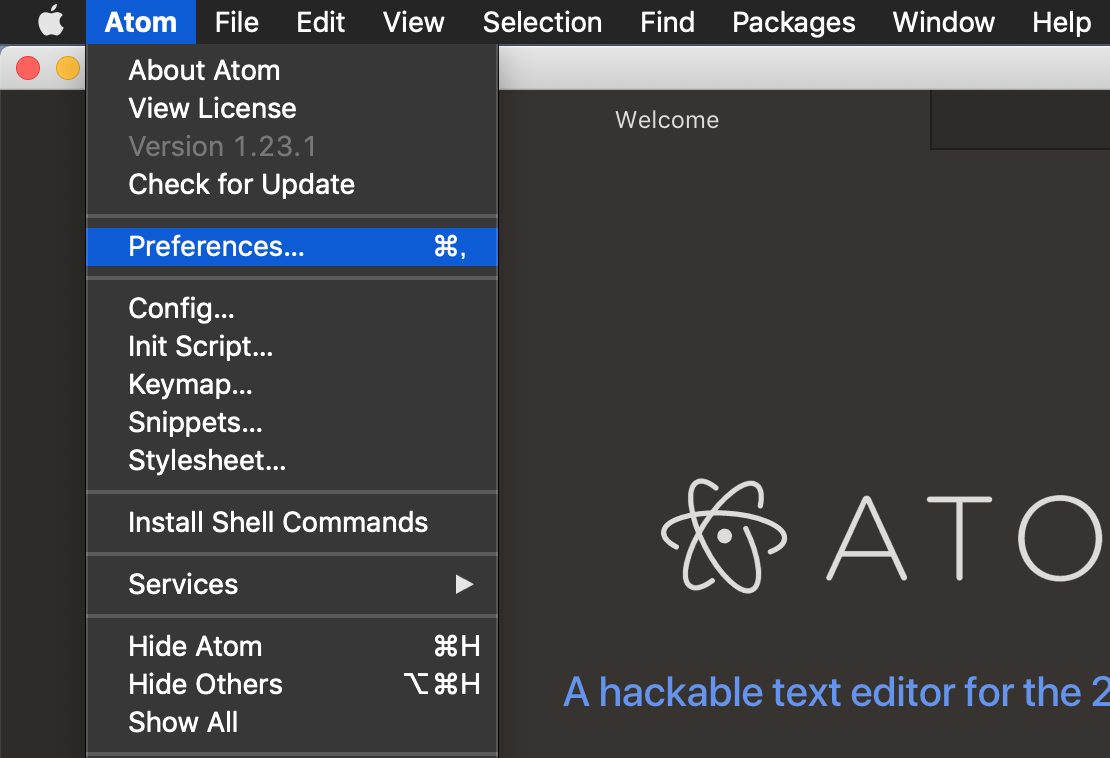 Atom File Edit View Selection Find Packages Window Help
About Atom
View License
Version 1.23.1
Check for Update
Preferences... ⌘,
Config...
Init Script...
Keymap...
Snippets...
Stylesheet...
Install Shell Commands
Services ▶
Hide Atom ⌘H
Hide Others ⌥⌘H
Show All
Welcome
ATO
A hackable text editor for the 2